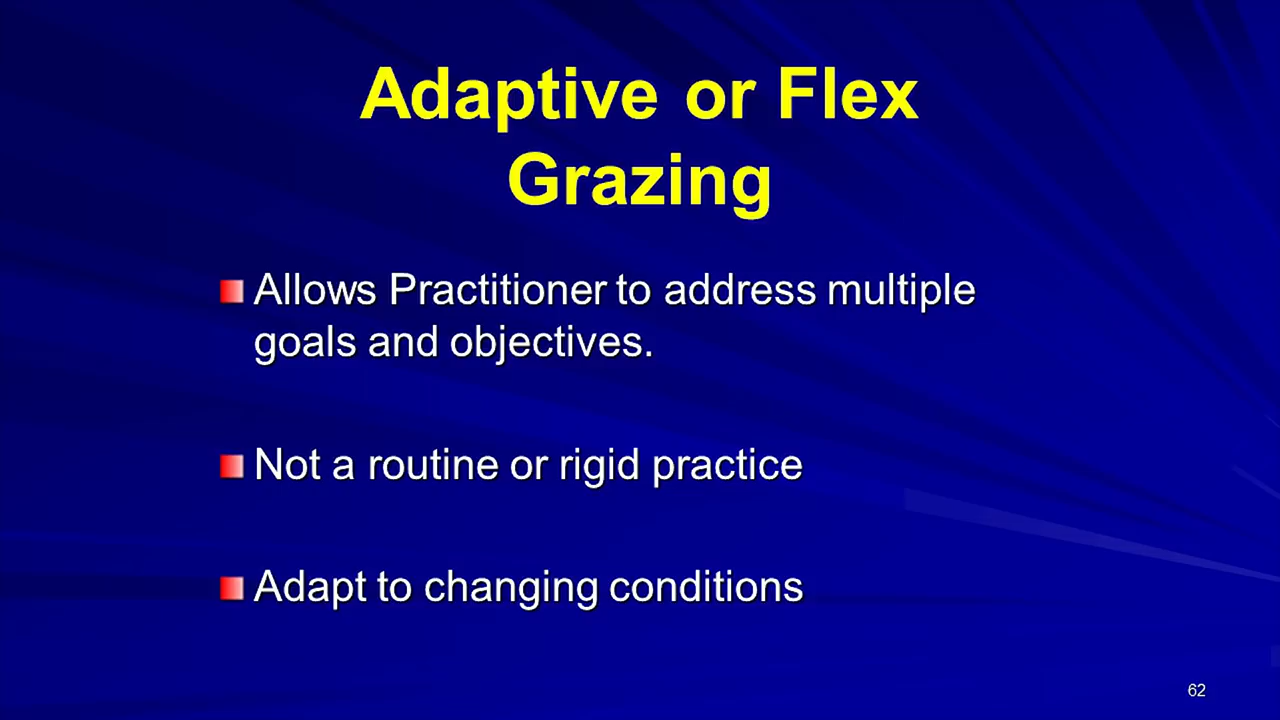 Adaptive or Flex
Grazing
Allows Practitioner to address multiple
goals and objectives.
Not a routine or rigid practice
Adapt to changing conditions
62